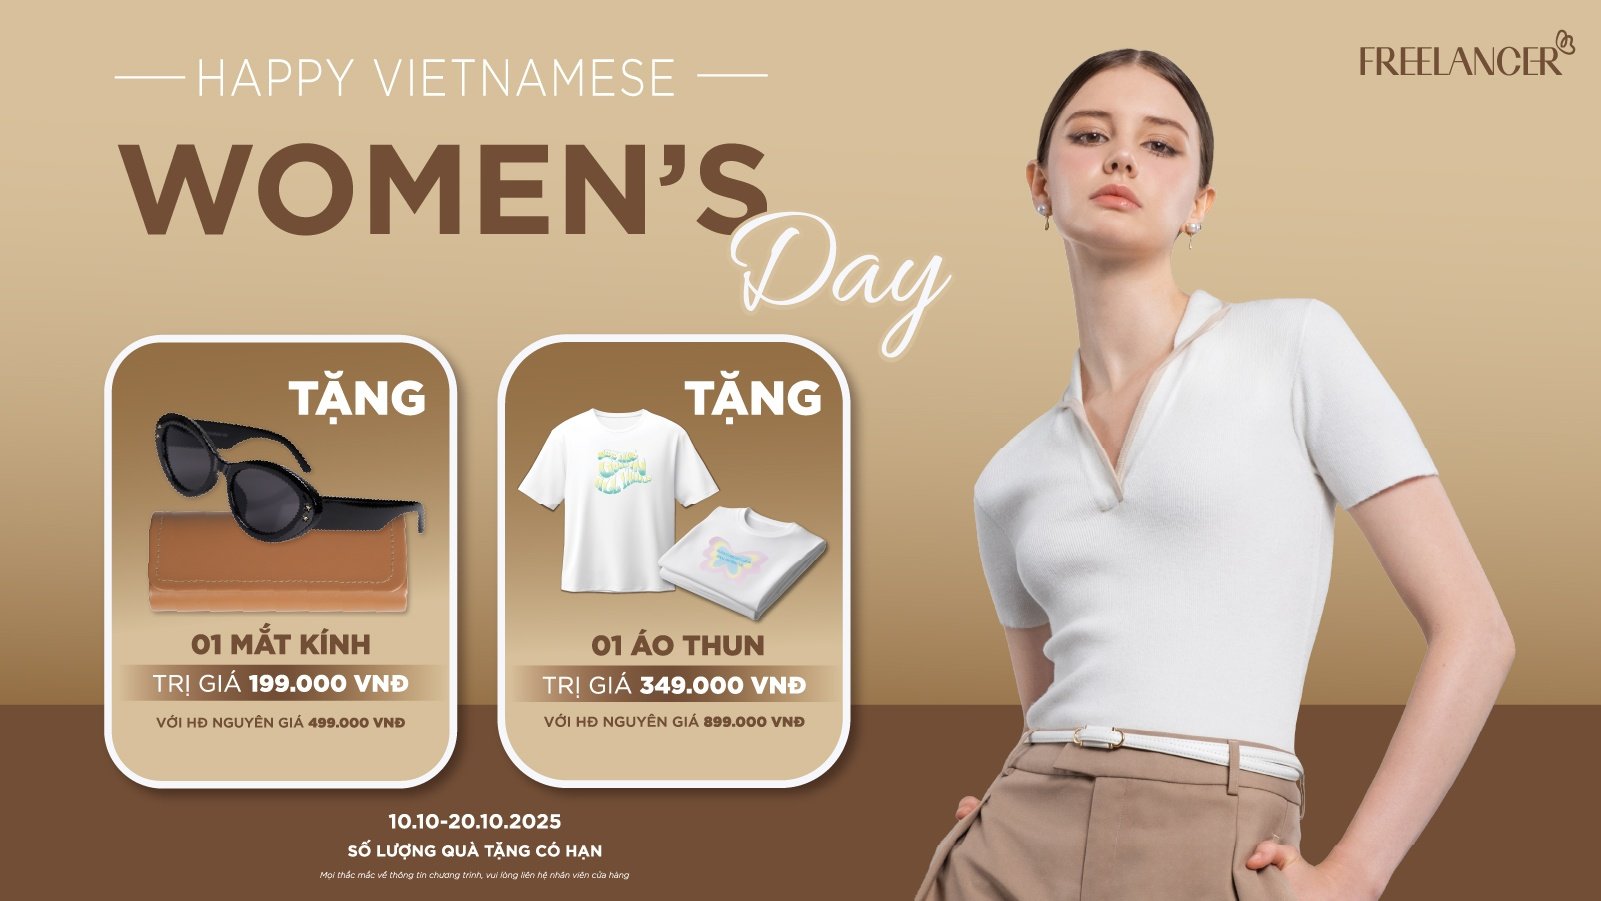 HAPPY VIETNAMESE
FREELANCER
WOMEN'S
Day
TẶNG
01 MẮT KÍNH
TRỊ GIÁ 199.000 VNĐ
VỚI HĐ NGUYÊN GIÁ 499.000 VNĐ
TẶNG
01 ÁO THUN
TRỊ GIÁ 349.000 VNĐ
VỚI HĐ NGUYÊN GIÁ 899.000 VNĐ
10.10-20.10.2025
SỐ LƯỢNG QUÀ TẶNG CÓ HẠN
Mọi thắc mắc về thông tin chương trình, vui lòng liên hệ nhân viên cửa hàng